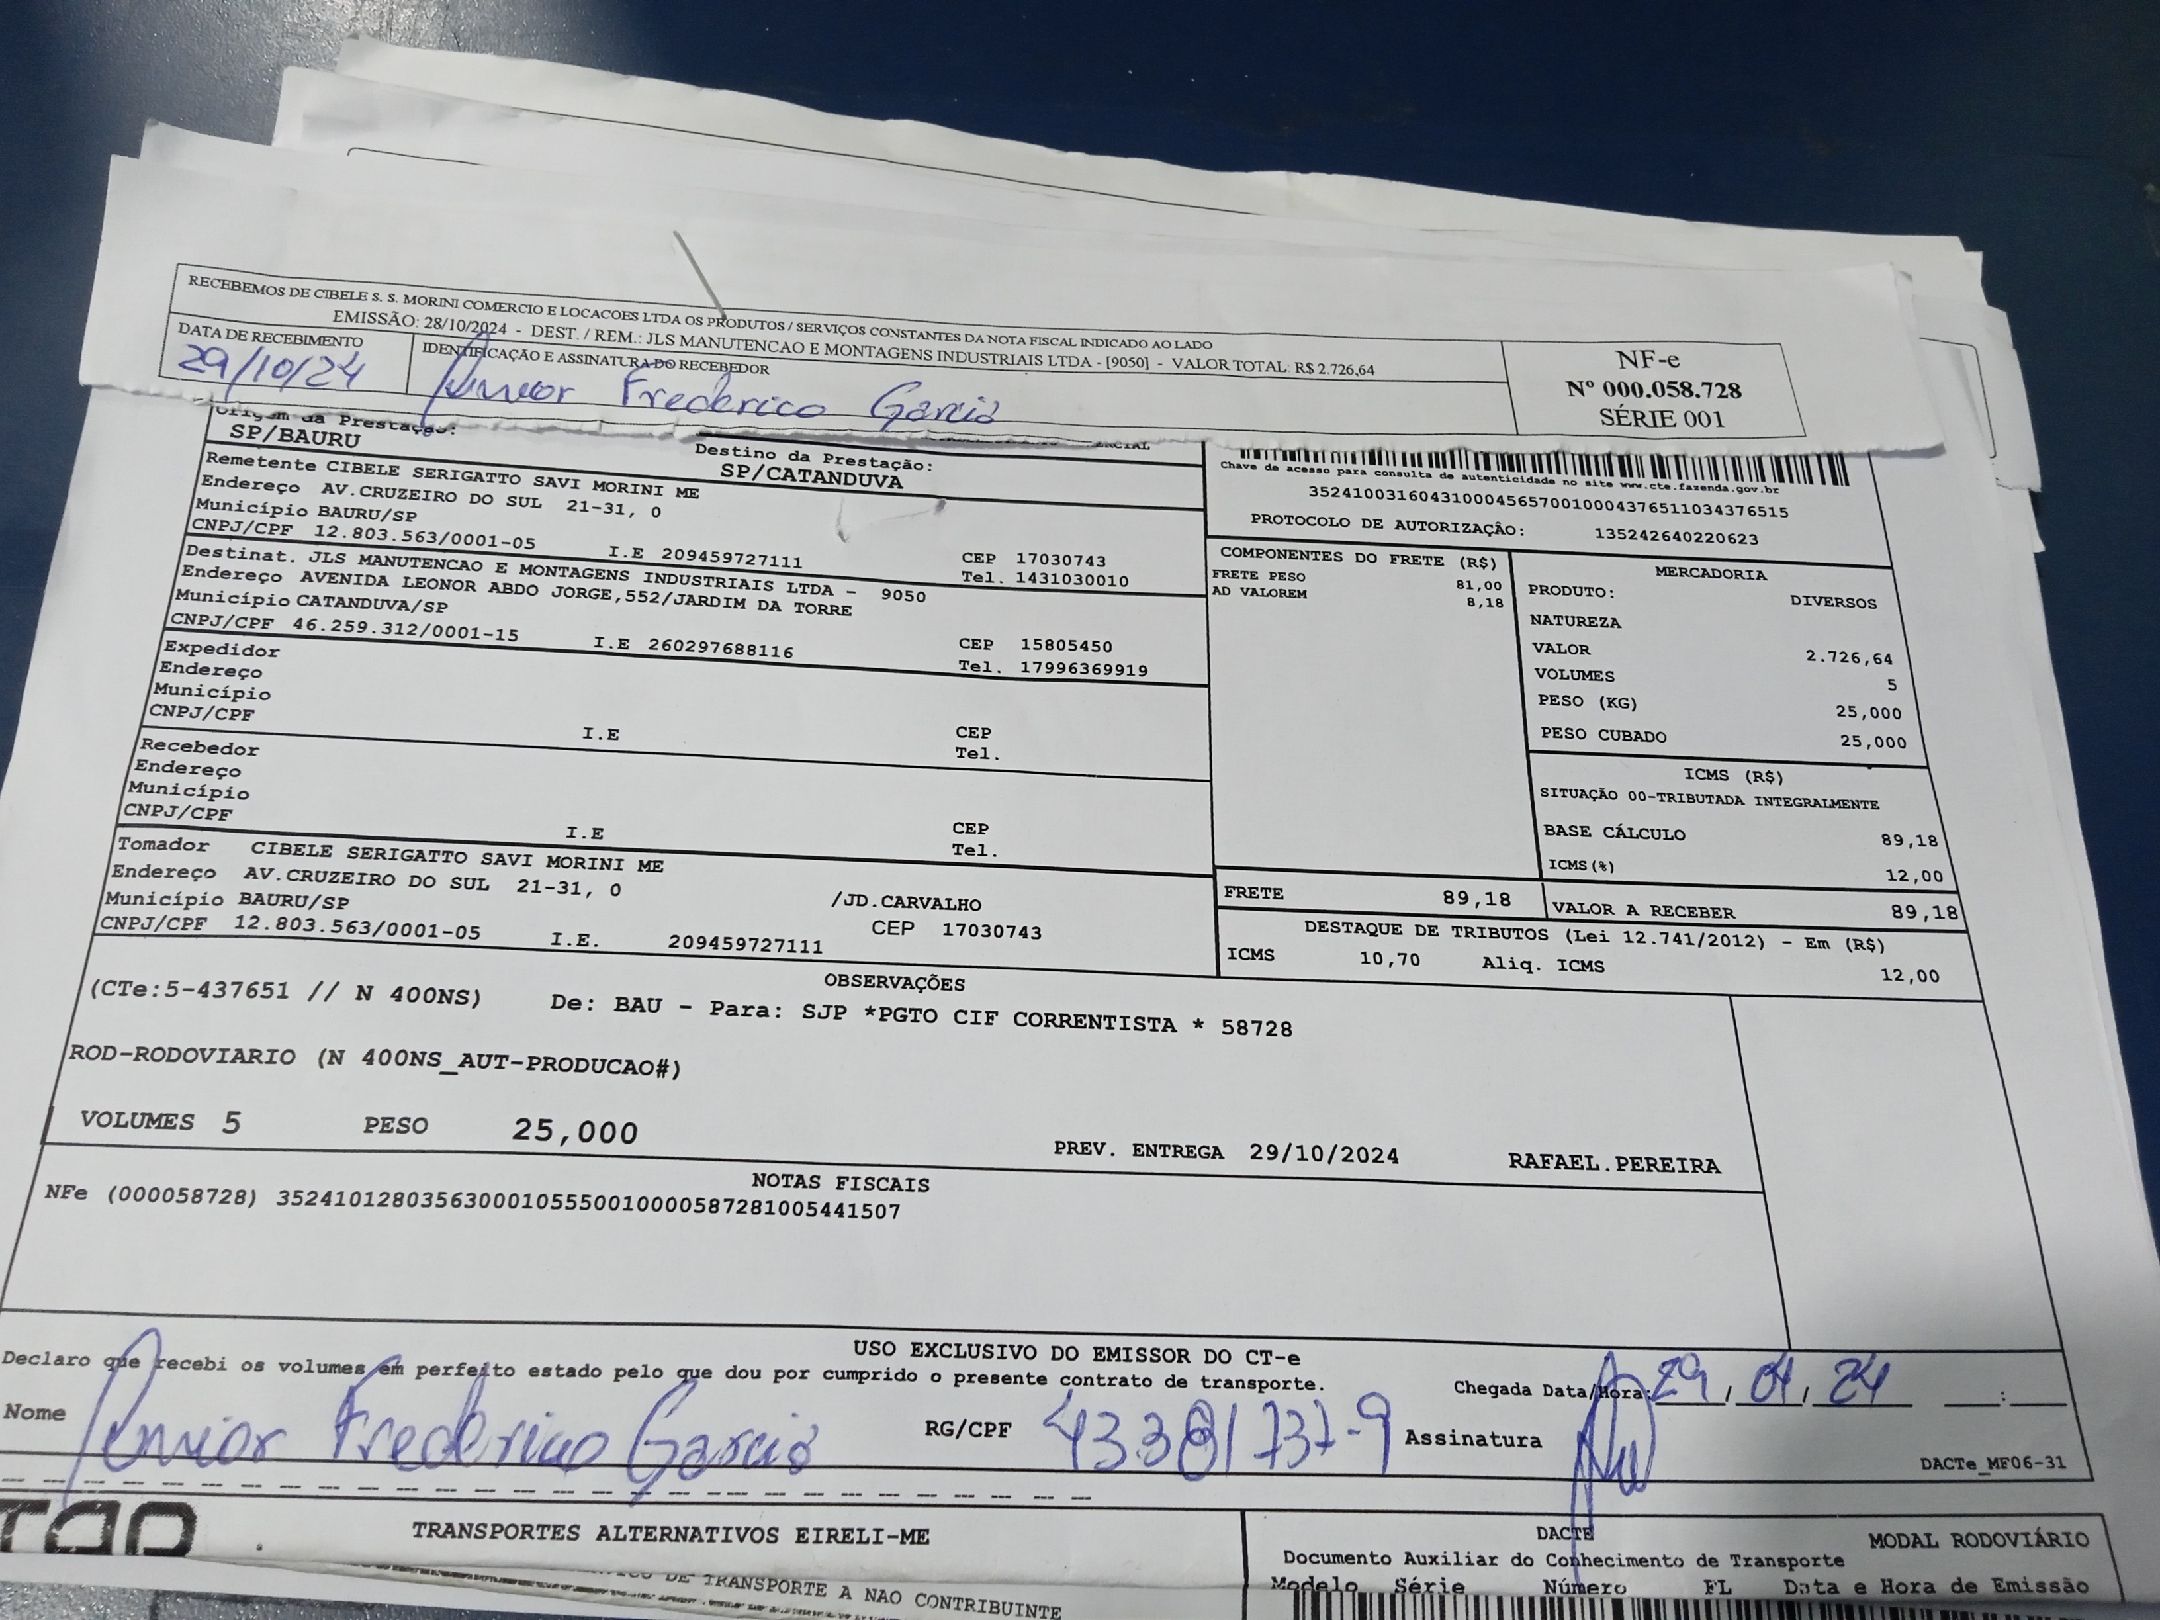 RECEBEMOS DE CIBELE S. S. MORINI COMERCIO E LOCACOES LTDA OS PRODUTOS / SERVIÇOS CONSTANTES DA NOTA FISCAL INDICADO AO LADO
EMISSÃO: 28/10/2024 - DEST. / REM.: JLS MANUTENCAO E MONTAGENS INDUSTRIAIS LTDA - [9050] - VALOR TOTAL: R$ 2.726,64
DATA DE RECEBIMENTO
29/10/24
IDENTIFICAÇÃO E ASSINATURA DO RECEBEDOR
Junior Frederico Garcia
NF-e
Nº 000.058.728
SÉRIE 001
Origem da Prestação:
SP/BAURU
Destino da Prestação:
SP/CATANDUVA
Remetente CIBELE SERIGATTO SAVI MORINI ME
Endereço AV.CRUZEIRO DO SUL 21-31, 0
Município BAURU/SP
CNPJ/CPF 12.803.563/0001-05 I.E 209459727111
CEP 17030743
Tel. 1431030010
Destinat. JLS MANUTENCAO E MONTAGENS INDUSTRIAIS LTDA - 9050
Endereço AVENIDA LEONOR ABDO JORGE,552/JARDIM DA TORRE
Município CATANDUVA/SP
CNPJ/CPF 46.259.312/0001-15 I.E 260297688116
CEP 15805450
Tel. 17996369919
Expedidor
Endereço
Município
CNPJ/CPF I.E
CEP
Tel.
Recebedor
Endereço
Município
CNPJ/CPF I.E
CEP
Tel.
Tomador CIBELE SERIGATTO SAVI MORINI ME
Endereço AV.CRUZEIRO DO SUL 21-31, 0 /JD.CARVALHO
Município BAURU/SP CEP 17030743
CNPJ/CPF 12.803.563/0001-05 I.E. 209459727111
Chave de acesso para consulta de autenticidade no site www.cte.fazenda.gov.br
35241003160431000456570010004376511034376515
PROTOCOLO DE AUTORIZAÇÃO: 135242640220623
COMPONENTES DO FRETE (R$)
FRETE PESO 81,00
AD VALOREM 8,18
MERCADORIA
PRODUTO: DIVERSOS
NATUREZA
VALOR 2.726,64
VOLUMES 5
PESO (KG) 25,000
PESO CUBADO 25,000
ICMS (R$)
SITUAÇÃO 00-TRIBUTADA INTEGRALMENTE
BASE CÁLCULO 89,18
ICMS(%) 12,00
FRETE 89,18
VALOR A RECEBER 89,18
DESTAQUE DE TRIBUTOS (Lei 12.741/2012) - Em (R$)
ICMS 10,70 Aliq. ICMS 12,00
OBSERVAÇÕES
(CTe:5-437651 // N 400NS) De: BAU - Para: SJP *PGTO CIF CORRENTISTA * 58728
ROD-RODOVIARIO (N 400NS_AUT-PRODUCAO#)
VOLUMES 5 PESO 25,000 PREV. ENTREGA 29/10/2024 RAFAEL.PEREIRA
NOTAS FISCAIS
NFe (000058728) 35241012803563000105550010000587281005441507
USO EXCLUSIVO DO EMISSOR DO CT-e
Declaro que recebi os volumes em perfeito estado pelo que dou por cumprido o presente contrato de transporte.
Chegada Data/Hora: 29/01/24 :
Nome Junior Frederico Garcia RG/CPF 43381737-9 Assinatura
DACTe_MF06-31
TRANSPORTES ALTERNATIVOS EIRELI-ME
DACTE MODAL RODOVIÁRIO
Documento Auxiliar do Conhecimento de Transporte
Modelo Série Número FL Data e Hora de Emissão
DE TRANSPORTE A NAO CONTRIBUINTE